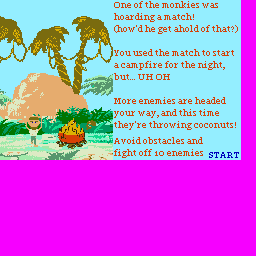 One of the monkies was
hoarding a match!
(how'd he get ahold of that?)
You used the match to start
a campfire for the night,
but... UH OH
More enemies are headed
your way, and this time
they're throwing coconuts!
Avoid obstacles and
fight off 10 enemies
START